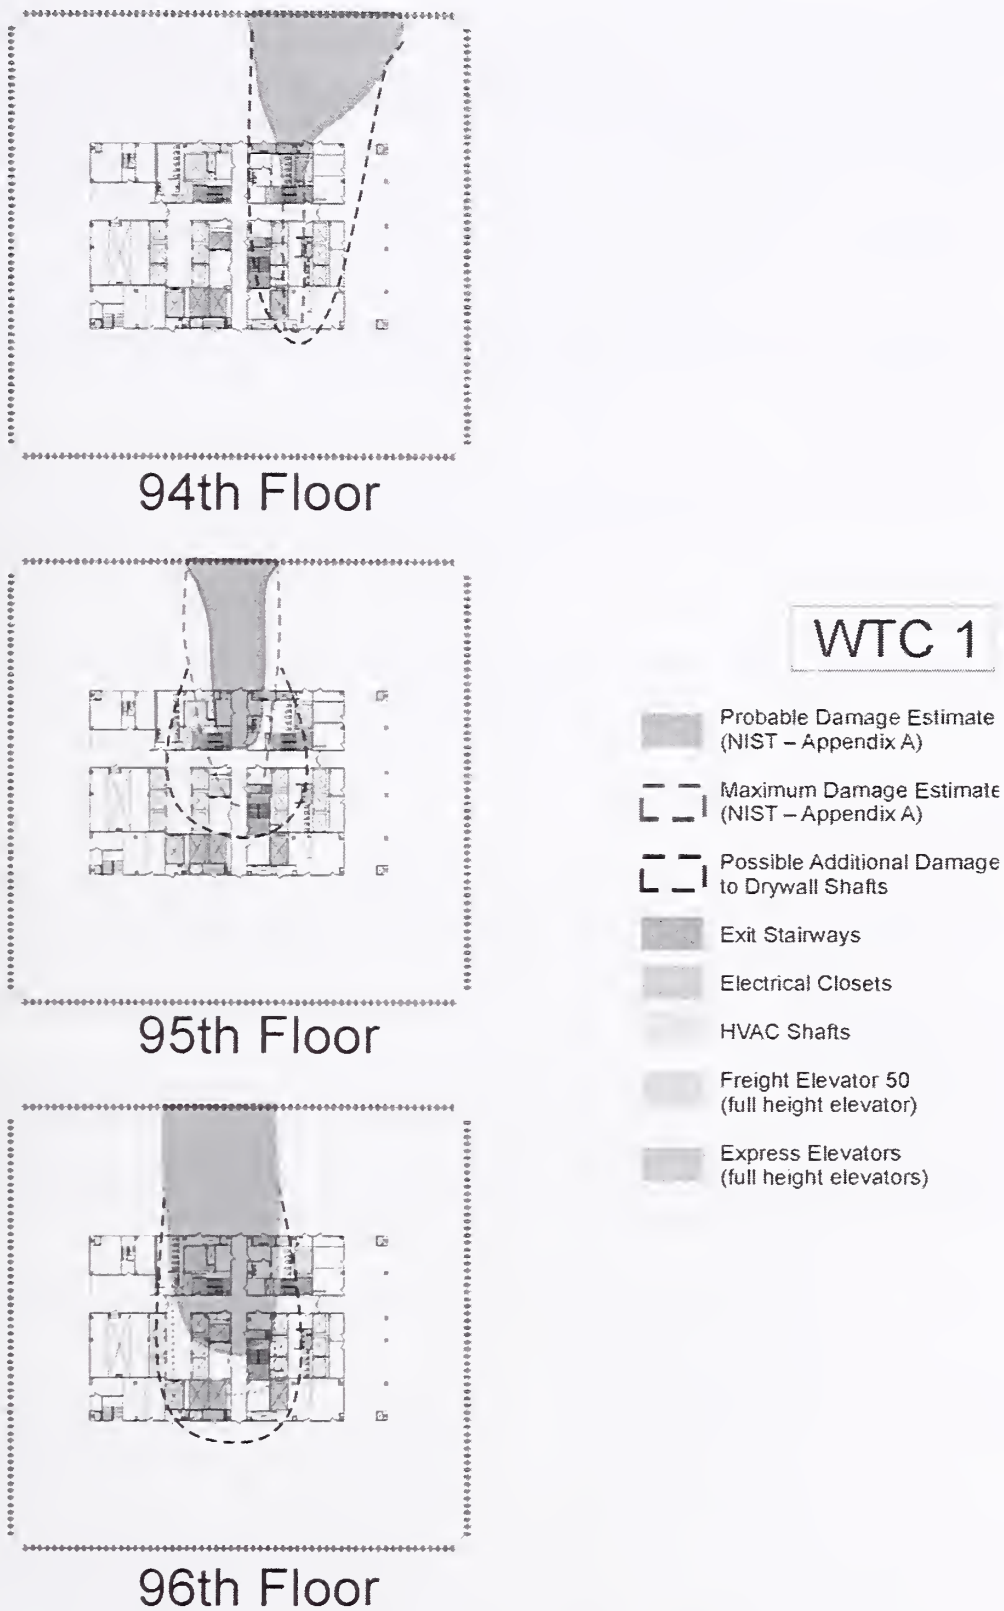 94th Floor
95th Floor
96th Floor
WTC 1
Probable Damage Estimate
(NIST – Appendix A)
Maximum Damage Estimate
(NIST – Appendix A)
Possible Additional Damage
to Drywall Shafts
Exit Stairways
Electrical Closets
HVAC Shafts
Freight Elevator 50
(full height elevator)
Express Elevators
(full height elevators)